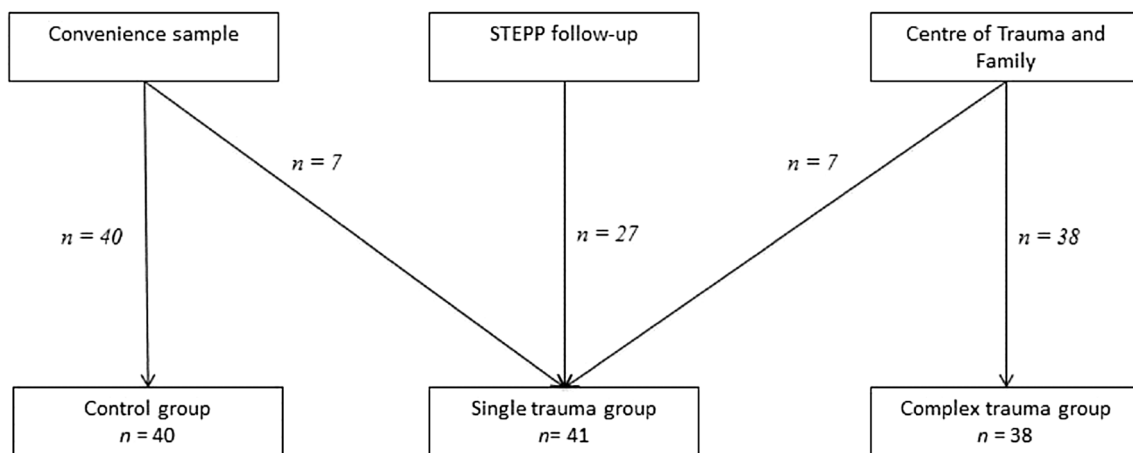 Convenience sample
STEPP follow-up
Centre of Trauma and
Family
n = 7
n = 7
n = 40
n = 27
n = 38
Control group
n = 40
Single trauma group
n= 41
Complex trauma group
n = 38